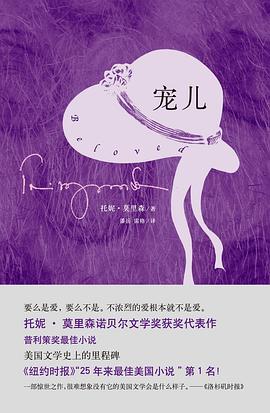 宠儿
Beloved
托妮·莫里森 / 著
潘岳 雷格 / 译
要么是爱，要么不是。不浓烈的爱根本就不是爱。
托妮·莫里森诺贝尔文学奖获奖代表作
普利策奖最佳小说
美国文学史上的里程碑
《纽约时报》“25年来最佳美国小说”第1名！
一部惊世之作，很难想象没有它的美国文学会是什么样子。——《洛杉矶时报》